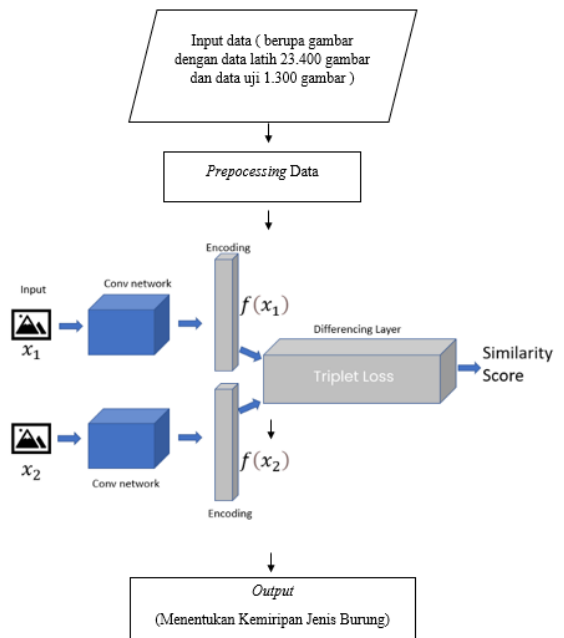 Input data ( berupa gambar
dengan data latih 23.400 gambar
dan data uji 1.300 gambar )
Prepocessing Data
Encoding
Input
Conv network
f(x₁)
x₁
Differencing Layer
Triplet Loss
Similarity
Score
x₂
Conv network
f(x₂)
Encoding
Output
(Menentukan Kemiripan Jenis Burung)